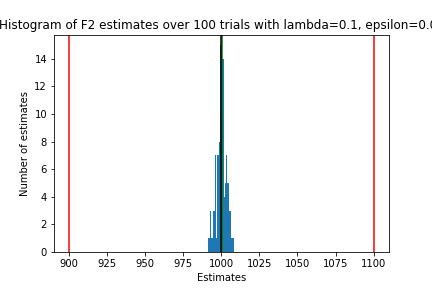 Histogram of F2 estimates over 100 trials with lambda=0.1, epsilon=0.0
Number of estimates
14
12
10
8
6
4
2
0
900 925 950 975 1000 1025 1050 1075 1100
Estimates